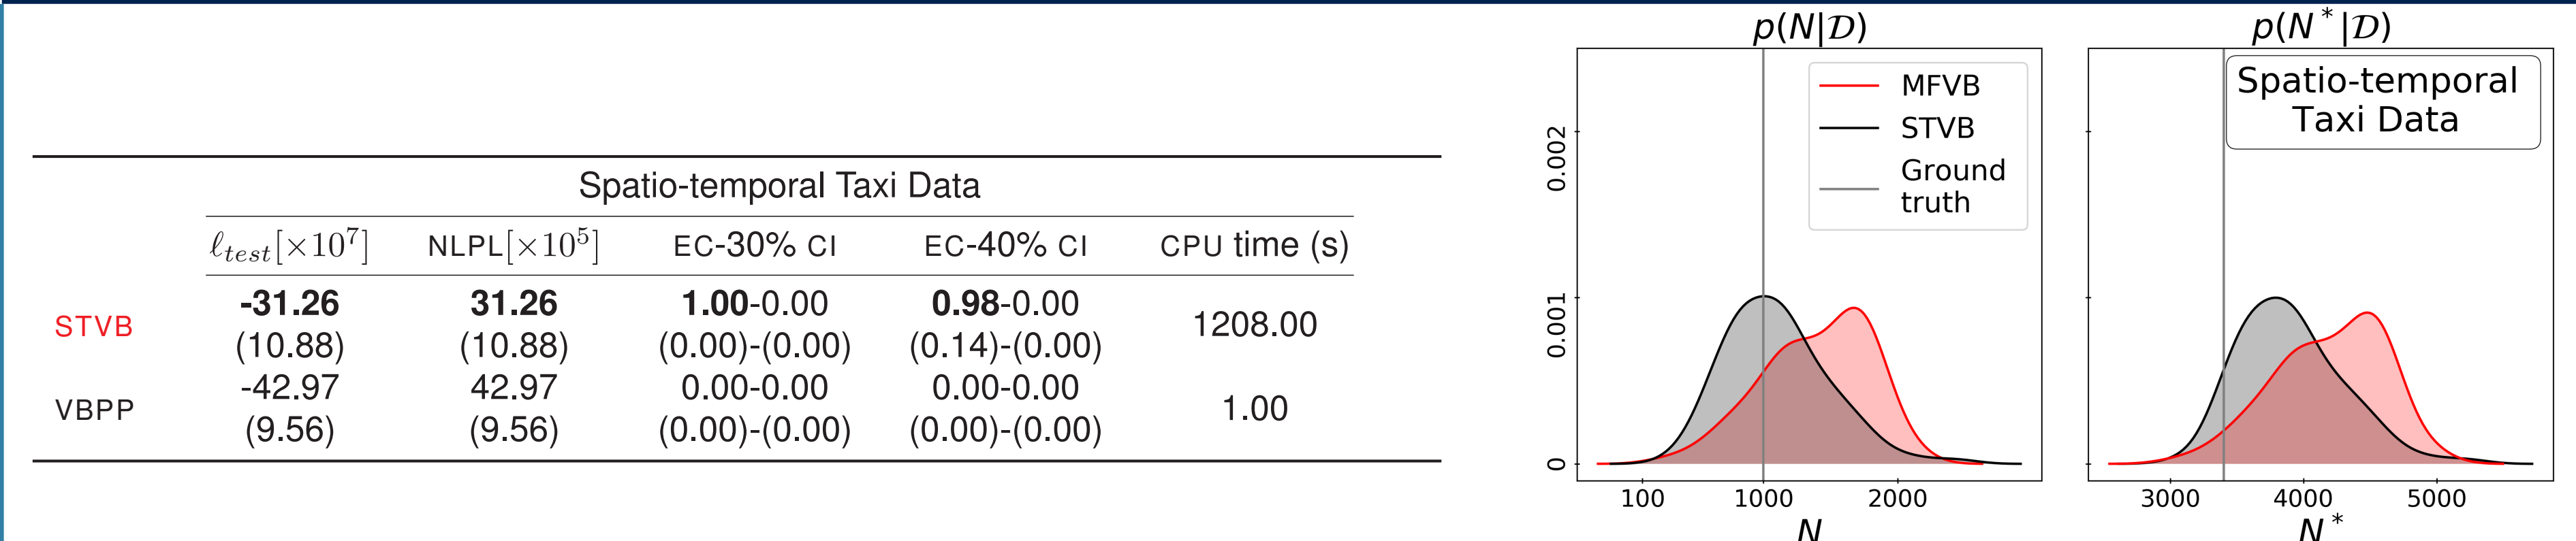 Spatio-temporal Taxi Data
ℓtest[×10^7] NLPL[×10^5] EC-30% CI EC-40% CI CPU time (s)
STVB -31.26 31.26 1.00-0.00 0.98-0.00 1208.00
(10.88) (10.88) (0.00)-(0.00) (0.14)-(0.00)
VBPP -42.97 42.97 0.00-0.00 0.00-0.00 1.00
(9.56) (9.56) (0.00)-(0.00) (0.00)-(0.00)
p(N|𝒟)
MFVB
STVB
Ground
truth
0.002
0.001
0
100 1000 2000
N
p(N*|𝒟)
Spatio-temporal
Taxi Data
3000 4000 5000
N*